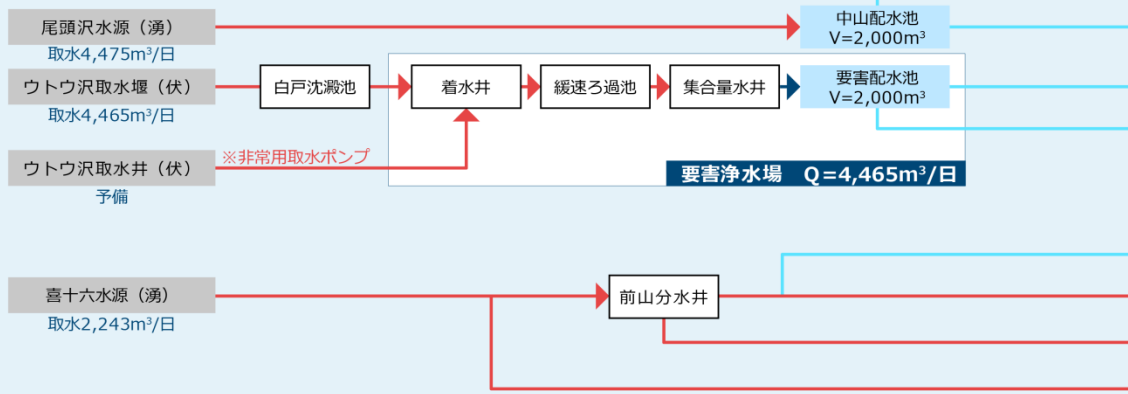 尾頭沢水源（湧）
取水4,475m³/日
中山配水池
V=2,000m³
ウトウ沢取水堰（伏）
取水4,465m³/日
白戸沈澱池
着水井
緩速ろ過池
集合量水井
要害配水池
V=2,000m³
※非常用取水ポンプ
ウトウ沢取水井（伏）
予備
要害浄水場　Q=4,465m³/日
喜十六水源（湧）
取水2,243m³/日
前山分水井